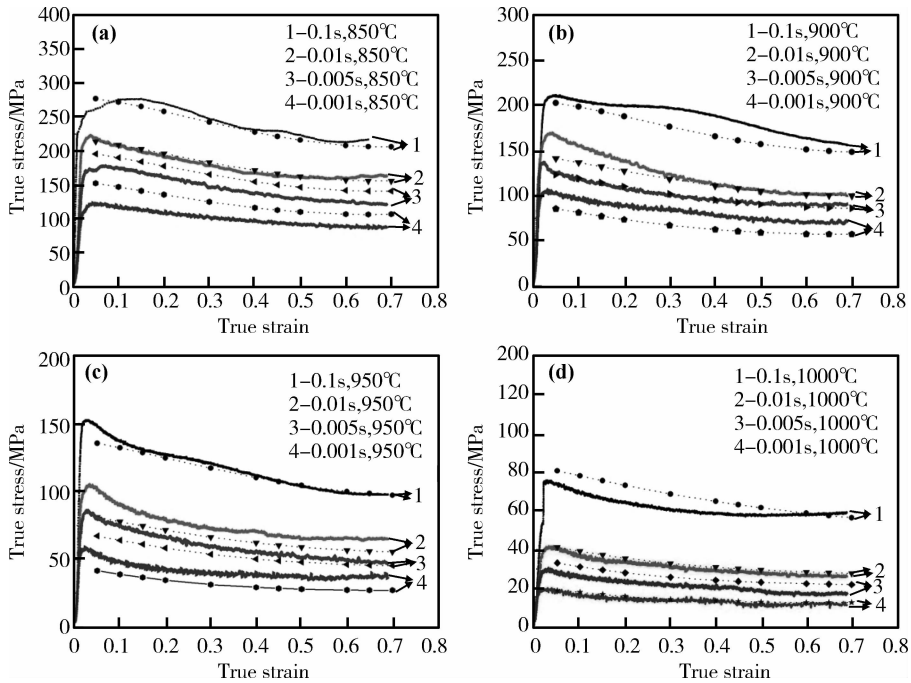 400
350
300
250
200
150
100
50
0
True stress/MPa
(a)
1–0.1s,850℃
2–0.01s,850℃
3–0.005s,850℃
4–0.001s,850℃
1
2
3
4
0 0.1 0.2 0.3 0.4 0.5 0.6 0.7 0.8
True strain
300
250
200
150
100
50
0
True stress/MPa
(b)
1–0.1s,900℃
2–0.01s,900℃
3–0.005s,900℃
4–0.001s,900℃
1
2
3
4
0 0.1 0.2 0.3 0.4 0.5 0.6 0.7 0.8
True strain
200
150
100
50
0
True stress/MPa
(c)
1–0.1s,950℃
2–0.01s,950℃
3–0.005s,950℃
4–0.001s,950℃
1
2
3
4
0 0.1 0.2 0.3 0.4 0.5 0.6 0.7 0.8
True strain
200
120
100
80
60
40
20
0
True stress/MPa
(d)
1–0.1s,1000℃
2–0.01s,1000℃
3–0.005s,1000℃
4–0.001s,1000℃
1
2
3
4
0 0.1 0.2 0.3 0.4 0.5 0.6 0.7 0.8
True strain